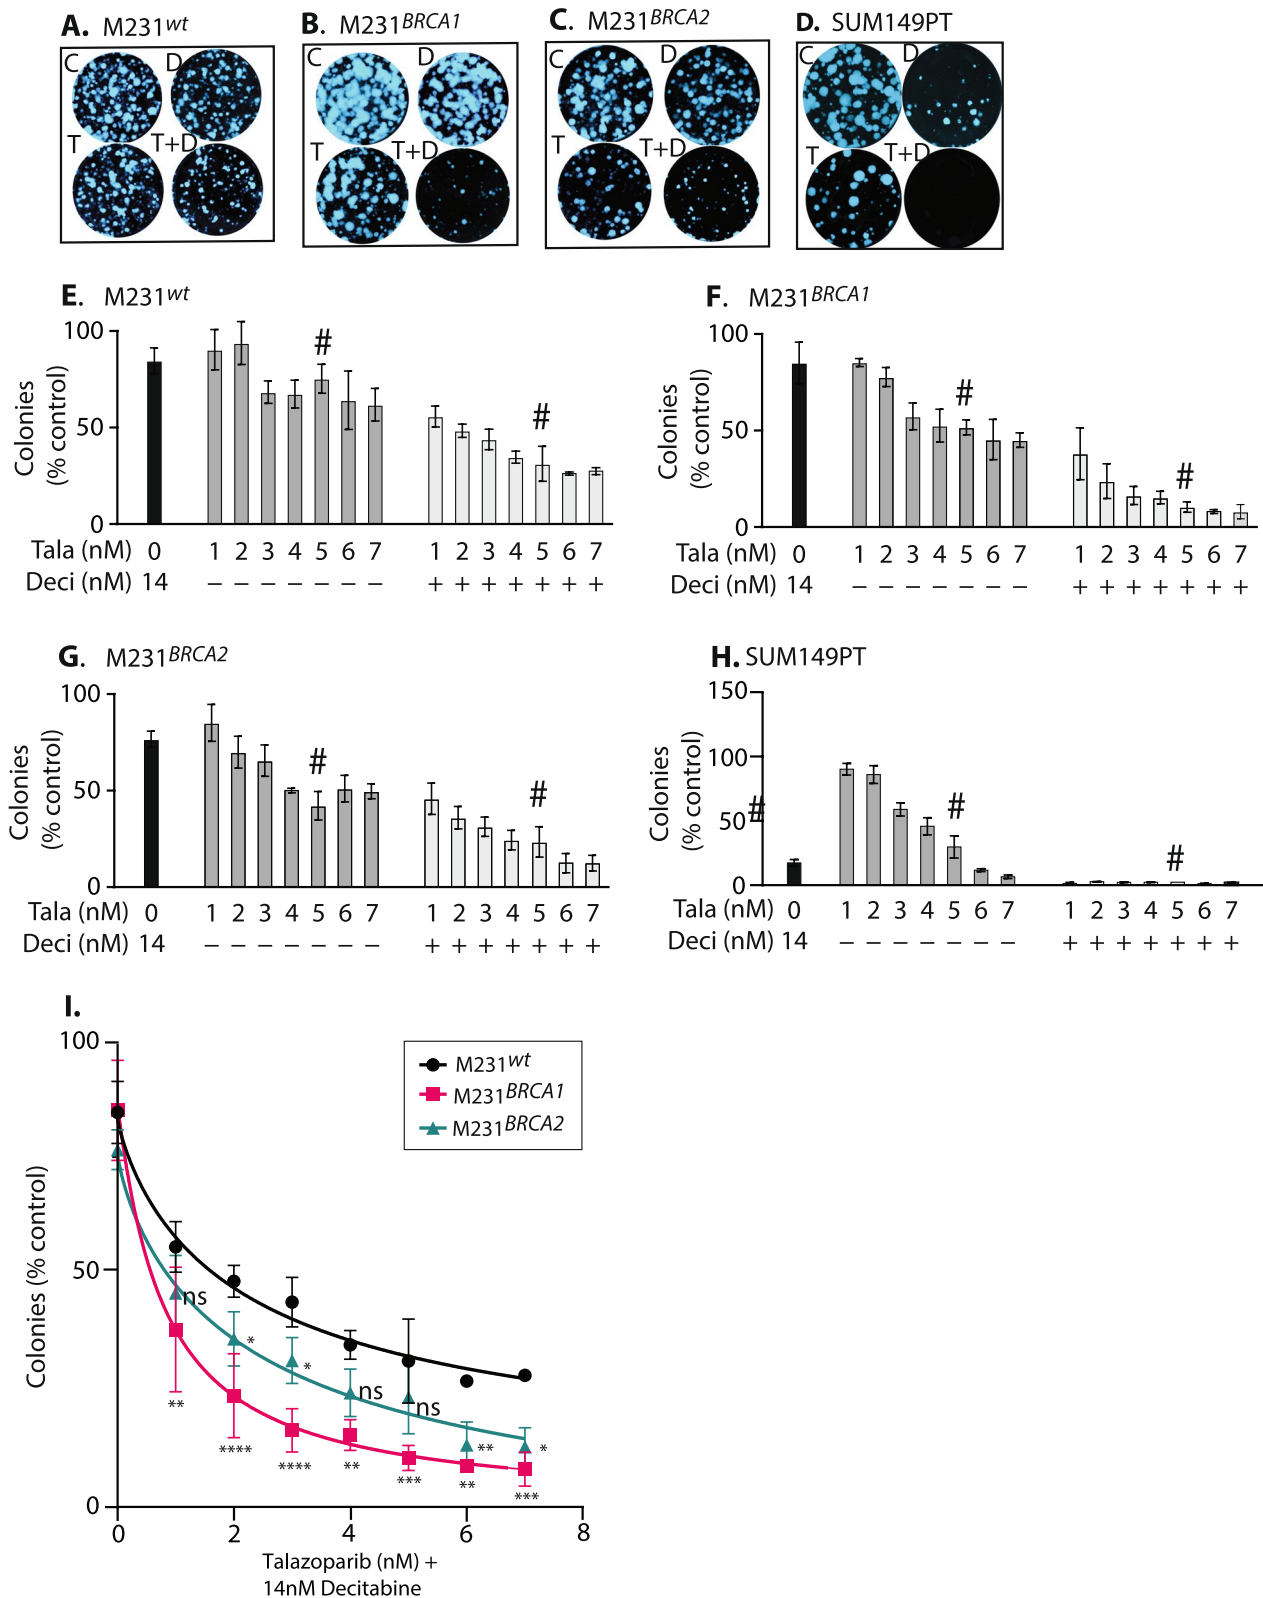 A. M231wt
B. M231BRCA1
C. M231BRCA2
D. SUM149PT
C D
T T+D
C D
T T+D
C D
T T+D
C D
T T+D
E. M231wt
100
50
0
Colonies
(% control)
#
#
Tala (nM) 0 1 2 3 4 5 6 7 1 2 3 4 5 6 7
Deci (nM) 14 − − − − − − − + + + + + + +
F. M231BRCA1
100
50
0
Colonies
(% control)
#
#
Tala (nM) 0 1 2 3 4 5 6 7 1 2 3 4 5 6 7
Deci (nM) 14 − − − − − − − + + + + + + +
G. M231BRCA2
100
50
0
Colonies
(% control)
#
#
Tala (nM) 0 1 2 3 4 5 6 7 1 2 3 4 5 6 7
Deci (nM) 14 − − − − − − − + + + + + + +
H. SUM149PT
150
100
50
0
Colonies
(% control)
#
#
#
Tala (nM) 0 1 2 3 4 5 6 7 1 2 3 4 5 6 7
Deci (nM) 14 − − − − − − − + + + + + + +
I.
100
50
0
Colonies (% control)
M231wt
M231BRCA1
M231BRCA2
ns * * ns ns ** *
** **** **** ** *** ** ***
0 2 4 6 8
Talazoparib (nM) +
14nM Decitabine